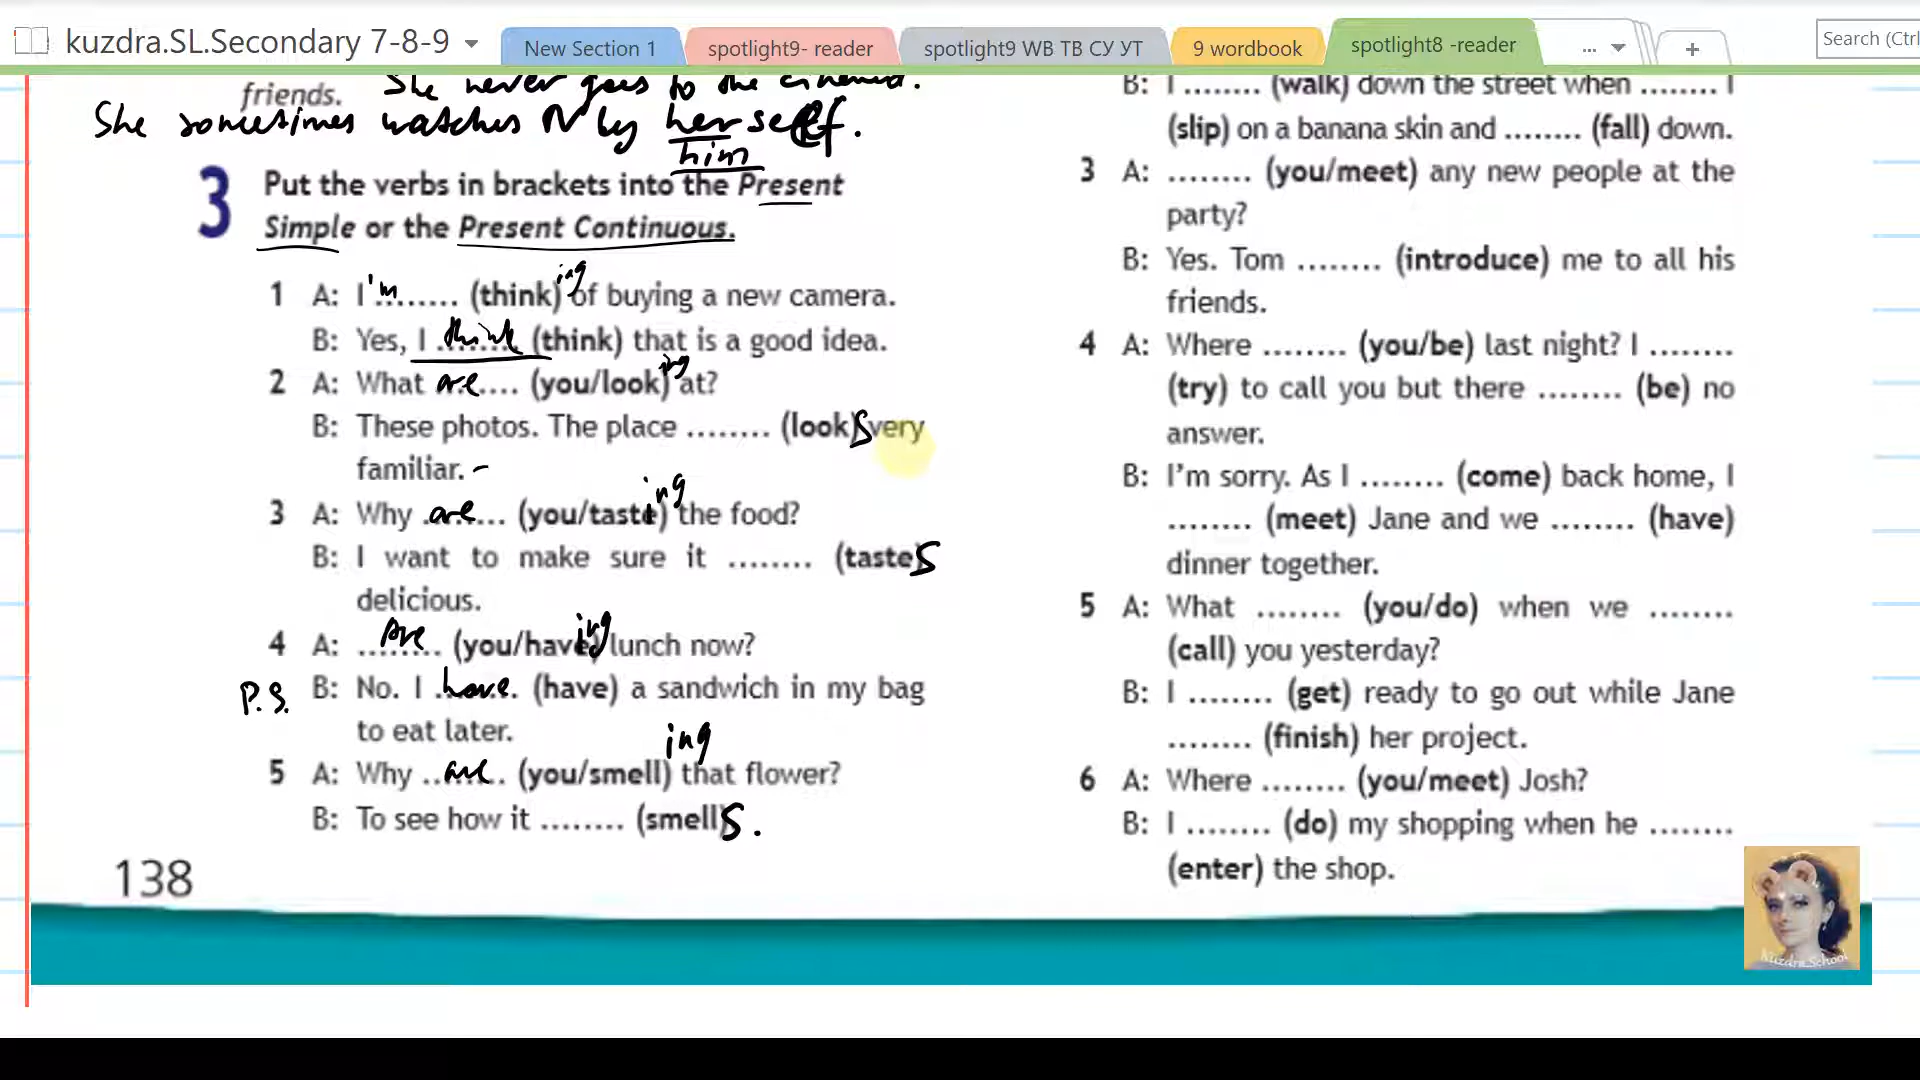 kuzdra.SL.Secondary 7-8-9
New Section 1
spotlight9- reader
spotlight9 WB TB СУ УТ
9 wordbook
spotlight8 -reader
...
+
Search (Ctrl
friends. She never goes to the cinema.
She sometimes watches TV by herself.
him
3 Put the verbs in brackets into the Present
Simple or the Present Continuous.
1 A: I'm........ (think)ing of buying a new camera.
B: Yes, I think (think) that is a good idea.
2 A: What are.... (you/look)ing at?
B: These photos. The place ........ (look)s very
familiar.
3 A: Why are... (you/taste)ing the food?
B: I want to make sure it ........ (taste)s
delicious.
4 A: Are........ (you/have)ing lunch now?
P.S. B: No. I have. (have) a sandwich in my bag
to eat later.
5 A: Why ..are.. (you/smell)ing that flower?
B: To see how it ........ (smell)s.
138
B: I ........ (walk) down the street when ........ I
(slip) on a banana skin and ........ (fall) down.
3 A: ........ (you/meet) any new people at the
party?
B: Yes. Tom ........ (introduce) me to all his
friends.
4 A: Where ........ (you/be) last night? I ........
(try) to call you but there ........ (be) no
answer.
B: I'm sorry. As I ........ (come) back home, I
........ (meet) Jane and we ........ (have)
dinner together.
5 A: What ........ (you/do) when we ........
(call) you yesterday?
B: I ........ (get) ready to go out while Jane
........ (finish) her project.
6 A: Where ........ (you/meet) Josh?
B: I ........ (do) my shopping when he ........
(enter) the shop.
Kuzdra.School